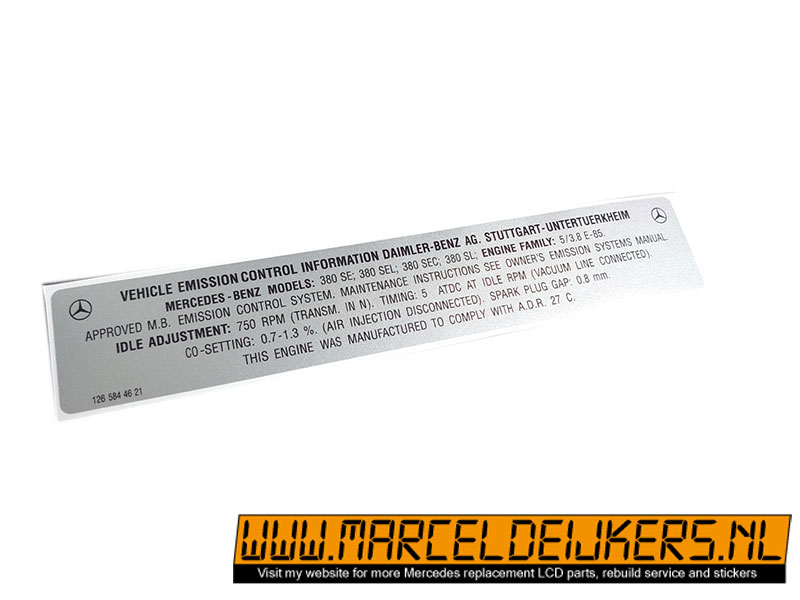 VEHICLE EMISSION CONTROL INFORMATION DAIMLER-BENZ AG. STUTTGART-UNTERTUERKHEIM
MERCEDES-BENZ MODELS: 380 SE; 380 SEL; 380 SEC; 380 SL; ENGINE FAMILY: 5/3.8 E-85.
APPROVED M.B. EMISSION CONTROL SYSTEM. MAINTENANCE INSTRUCTIONS SEE OWNER'S EMISSION SYSTEMS MANUAL.
IDLE ADJUSTMENT: 750 RPM (TRANSM. IN N). TIMING: 5 ATDC AT IDLE RPM (VACUUM LINE CONNECTED).
CO-SETTING: 0.7-1.3 %. (AIR INJECTION DISCONNECTED). SPARK PLUG GAP: 0.8 mm.
THIS ENGINE WAS MANUFACTURED TO COMPLY WITH A.D.R. 27 C.
126 584 46 21
WWW.MARCELDEIJKERS.NL
Visit my website for more Mercedes replacement LCD parts, rebuild service and stickers